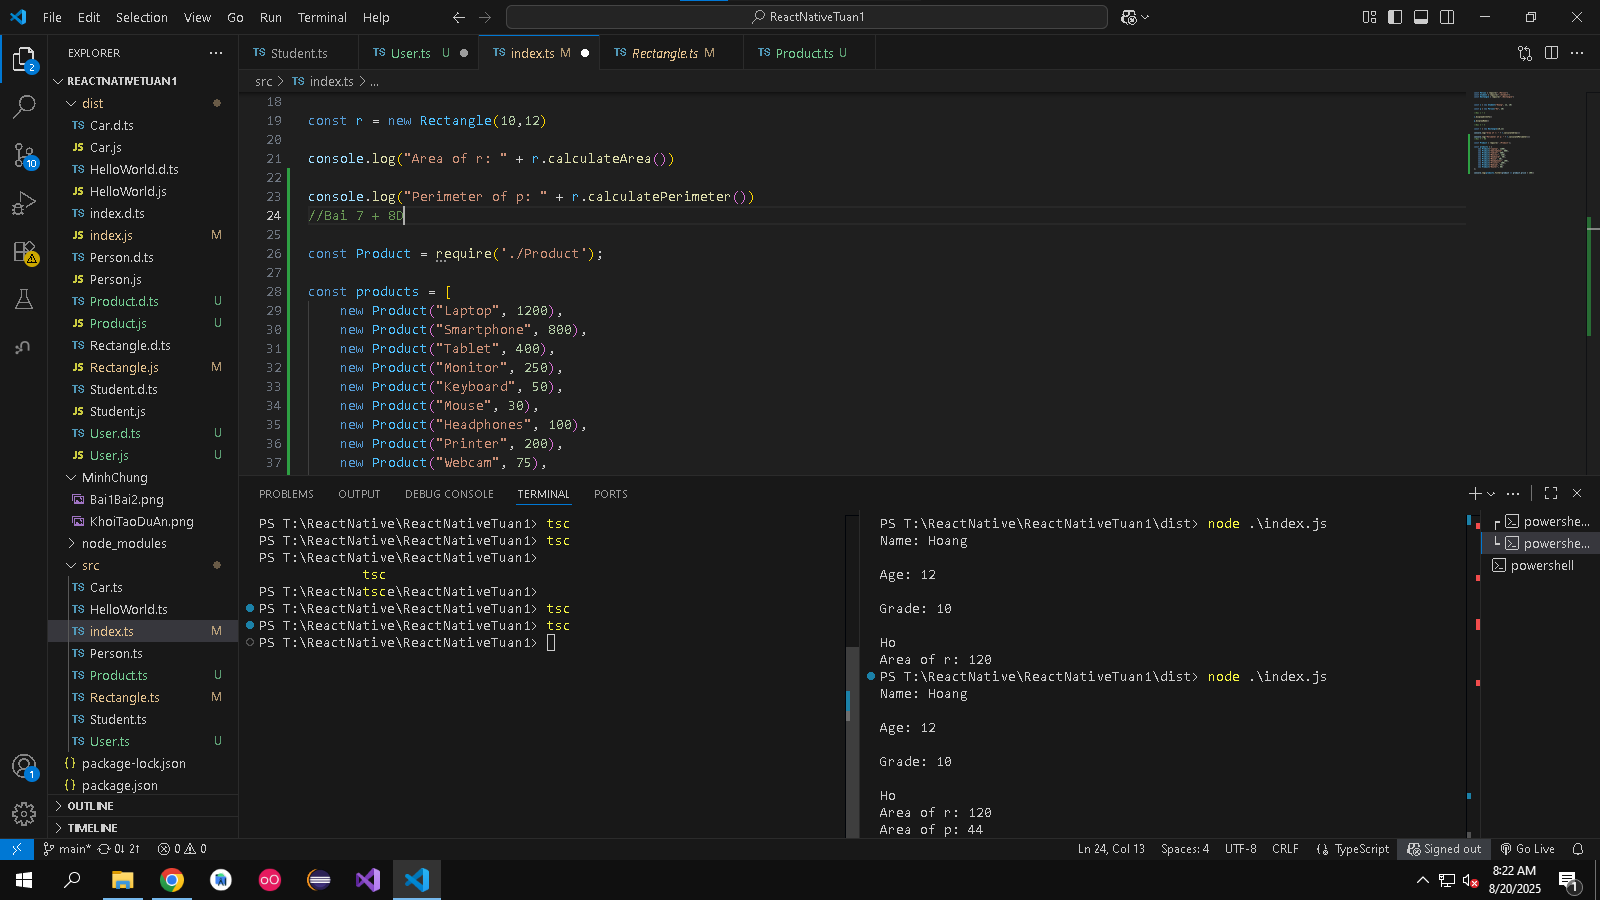 File Edit Selection View Go Run Terminal Help
ReactNativeTuan1
EXPLORER
REACTNATIVETUAN1
dist
TS Car.d.ts
JS Car.js
TS HelloWorld.d.ts
JS HelloWorld.js
TS index.d.ts
JS index.js M
TS Person.d.ts
JS Person.js
TS Product.d.ts U
JS Product.js U
TS Rectangle.d.ts
JS Rectangle.js M
TS Student.d.ts
JS Student.js
TS User.d.ts U
JS User.js U
MinhChung
Bai1Bai2.png
KhoiTaoDuAn.png
node_modules
src
TS Car.ts
TS HelloWorld.ts
TS index.ts M
TS Person.ts
TS Product.ts U
TS Rectangle.ts M
TS Student.ts
TS User.ts U
{} package-lock.json
{} package.json
OUTLINE
TIMELINE
2
10
1
TS Student.ts
TS User.ts U
TS index.ts M
TS Rectangle.ts M
TS Product.ts U
src > TS index.ts > ...
18
19 const r = new Rectangle(10,12)
20
21 console.log("Area of r: " + r.calculateArea())
22
23 console.log("Perimeter of p: " + r.calculatePerimeter())
24 //Bai 7 + 8D
25
26 const Product = require('./Product');
27
28 const products = [
29 new Product("Laptop", 1200),
30 new Product("Smartphone", 800),
31 new Product("Tablet", 400),
32 new Product("Monitor", 250),
33 new Product("Keyboard", 50),
34 new Product("Mouse", 30),
35 new Product("Headphones", 100),
36 new Product("Printer", 200),
37 new Product("Webcam", 75),
PROBLEMS OUTPUT DEBUG CONSOLE TERMINAL PORTS
PS T:\ReactNative\ReactNativeTuan1> tsc
PS T:\ReactNative\ReactNativeTuan1> tsc
PS T:\ReactNative\ReactNativeTuan1>
tsc
PS T:\ReactNatsce\ReactNativeTuan1>
PS T:\ReactNative\ReactNativeTuan1> tsc
PS T:\ReactNative\ReactNativeTuan1> tsc
PS T:\ReactNative\ReactNativeTuan1>
PS T:\ReactNative\ReactNativeTuan1\dist> node .\index.js
Name: Hoang
Age: 12
Grade: 10
Ho
Area of r: 120
PS T:\ReactNative\ReactNativeTuan1\dist> node .\index.js
Name: Hoang
Age: 12
Grade: 10
Ho
Area of r: 120
Area of p: 44
powershe...
powershe...
powershell
main* 0↓ 2↑ 0 0
Ln 24, Col 13 Spaces: 4 UTF-8 CRLF TypeScript Signed out Go Live
8:22 AM
8/20/2025
1